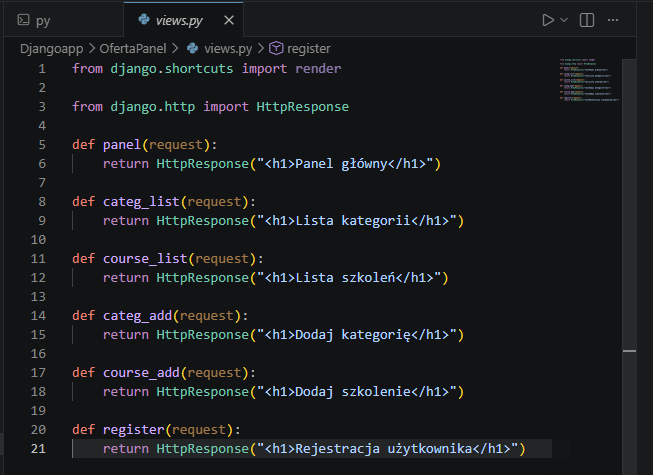 py
views.py
Djangoapp > OfertaPanel > views.py > register
1 from django.shortcuts import render
2
3 from django.http import HttpResponse
4
5 def panel(request):
6     return HttpResponse("<h1>Panel główny</h1>")
7
8 def categ_list(request):
9     return HttpResponse("<h1>Lista kategorii</h1>")
10
11 def course_list(request):
12     return HttpResponse("<h1>Lista szkoleń</h1>")
13
14 def categ_add(request):
15     return HttpResponse("<h1>Dodaj kategorię</h1>")
16
17 def course_add(request):
18     return HttpResponse("<h1>Dodaj szkolenie</h1>")
19
20 def register(request):
21     return HttpResponse("<h1>Rejestracja użytkownika</h1>")